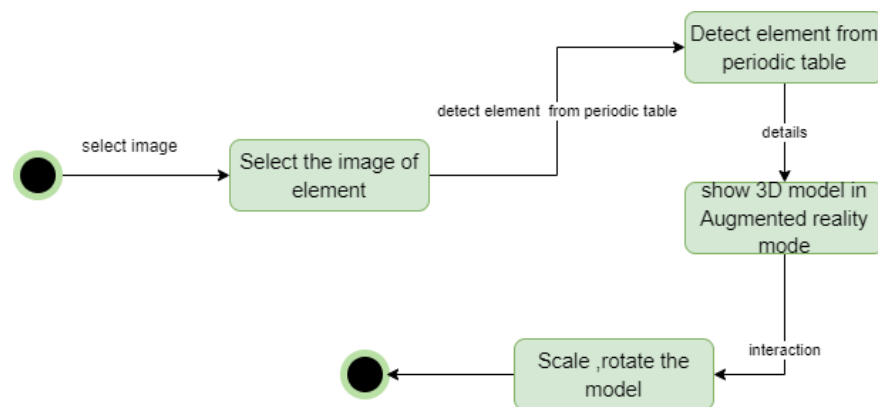 select image
Select the image of
element
detect element from periodic table
Detect element from
periodic table
details
show 3D model in
Augmented reality
mode
interaction
Scale ,rotate the
model